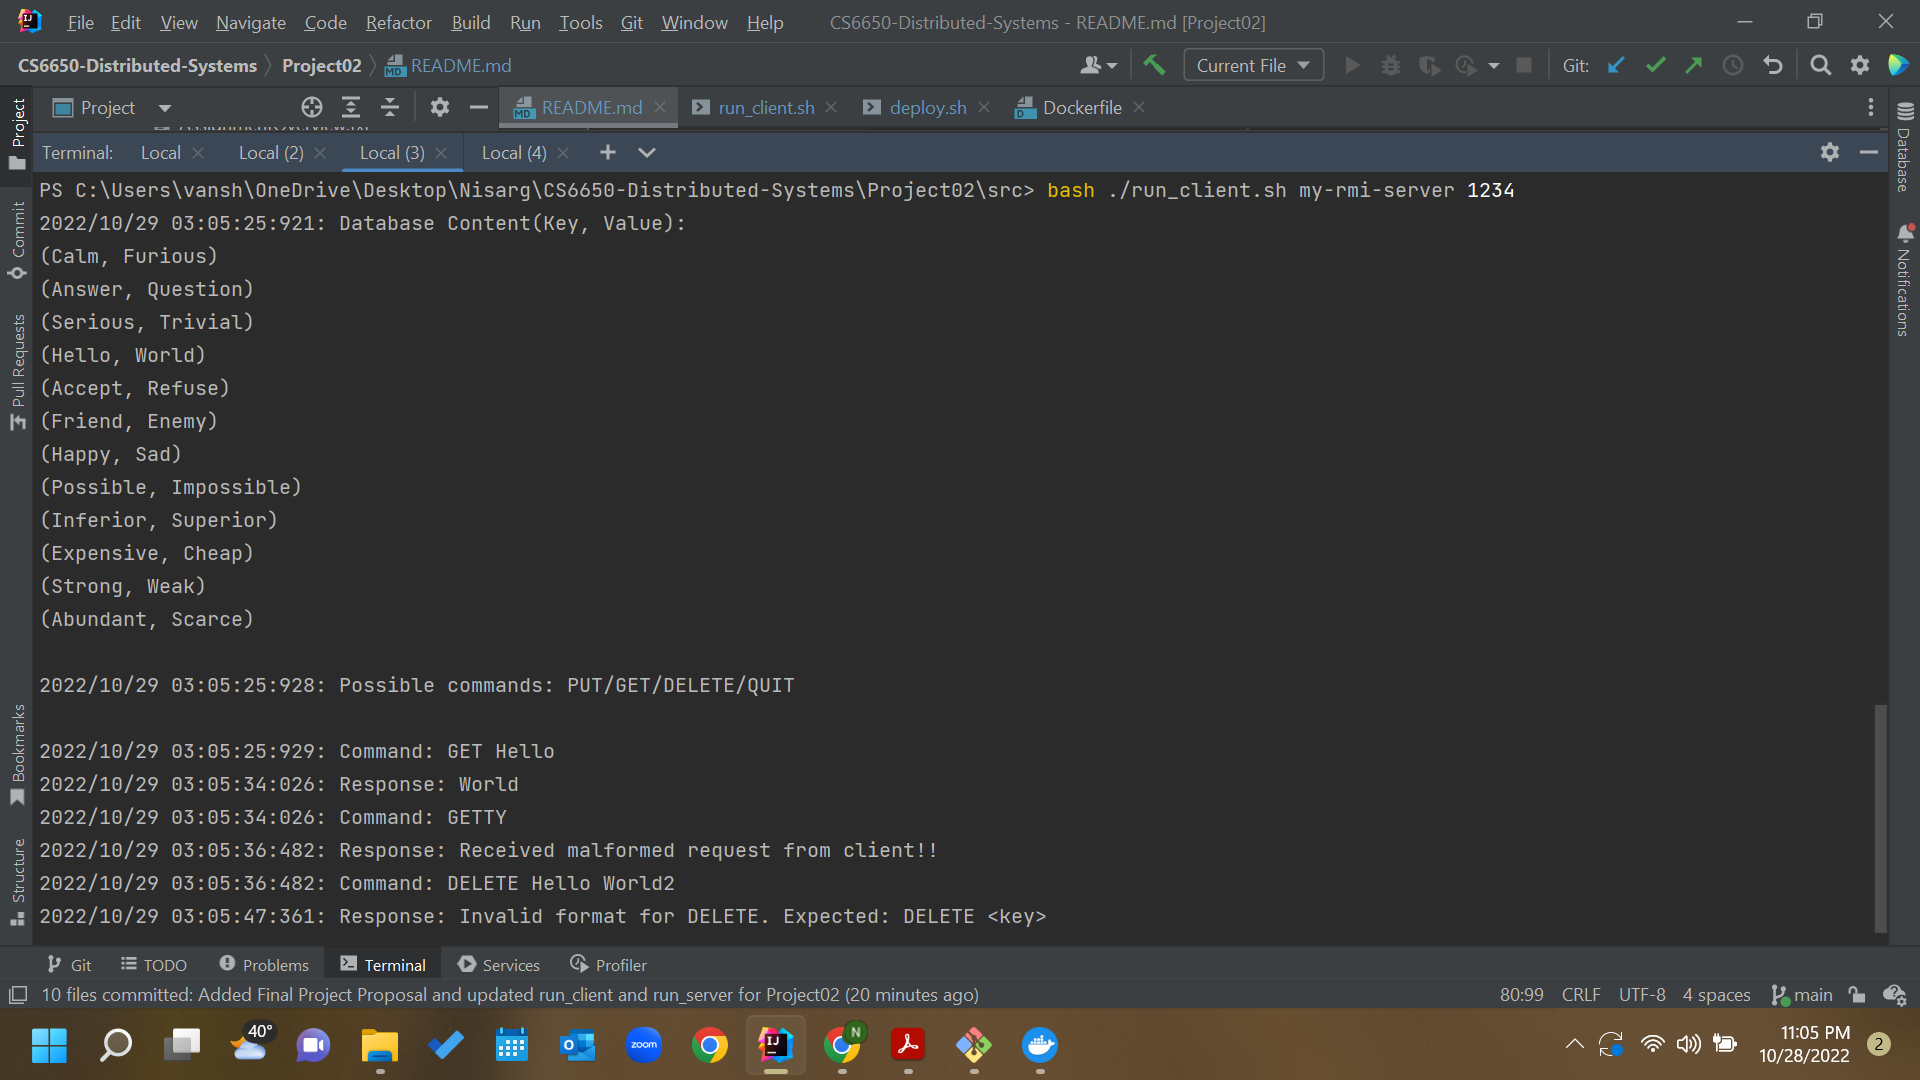 File Edit View Navigate Code Refactor Build Run Tools Git Window Help CS6650-Distributed-Systems - README.md [Project02]
CS6650-Distributed-Systems Project02 README.md Current File Git:
Project README.md run_client.sh deploy.sh Dockerfile
Terminal: Local Local (2) Local (3) Local (4)
PS C:\Users\vansh\OneDrive\Desktop\Nisarg\CS6650-Distributed-Systems\Project02\src> bash ./run_client.sh my-rmi-server 1234
2022/10/29 03:05:25:921: Database Content(Key, Value):
(Calm, Furious)
(Answer, Question)
(Serious, Trivial)
(Hello, World)
(Accept, Refuse)
(Friend, Enemy)
(Happy, Sad)
(Possible, Impossible)
(Inferior, Superior)
(Expensive, Cheap)
(Strong, Weak)
(Abundant, Scarce)
2022/10/29 03:05:25:928: Possible commands: PUT/GET/DELETE/QUIT
2022/10/29 03:05:25:929: Command: GET Hello
2022/10/29 03:05:34:026: Response: World
2022/10/29 03:05:34:026: Command: GETTY
2022/10/29 03:05:36:482: Response: Received malformed request from client!!
2022/10/29 03:05:36:482: Command: DELETE Hello World2
2022/10/29 03:05:47:361: Response: Invalid format for DELETE. Expected: DELETE <key>
Project
Commit
Pull Requests
Bookmarks
Structure
Database
Notifications
Git TODO Problems Terminal Services Profiler
10 files committed: Added Final Project Proposal and updated run_client and run_server for Project02 (20 minutes ago) 80:99 CRLF UTF-8 4 spaces main
40° zoom IJ N 11:05 PM
10/28/2022 2